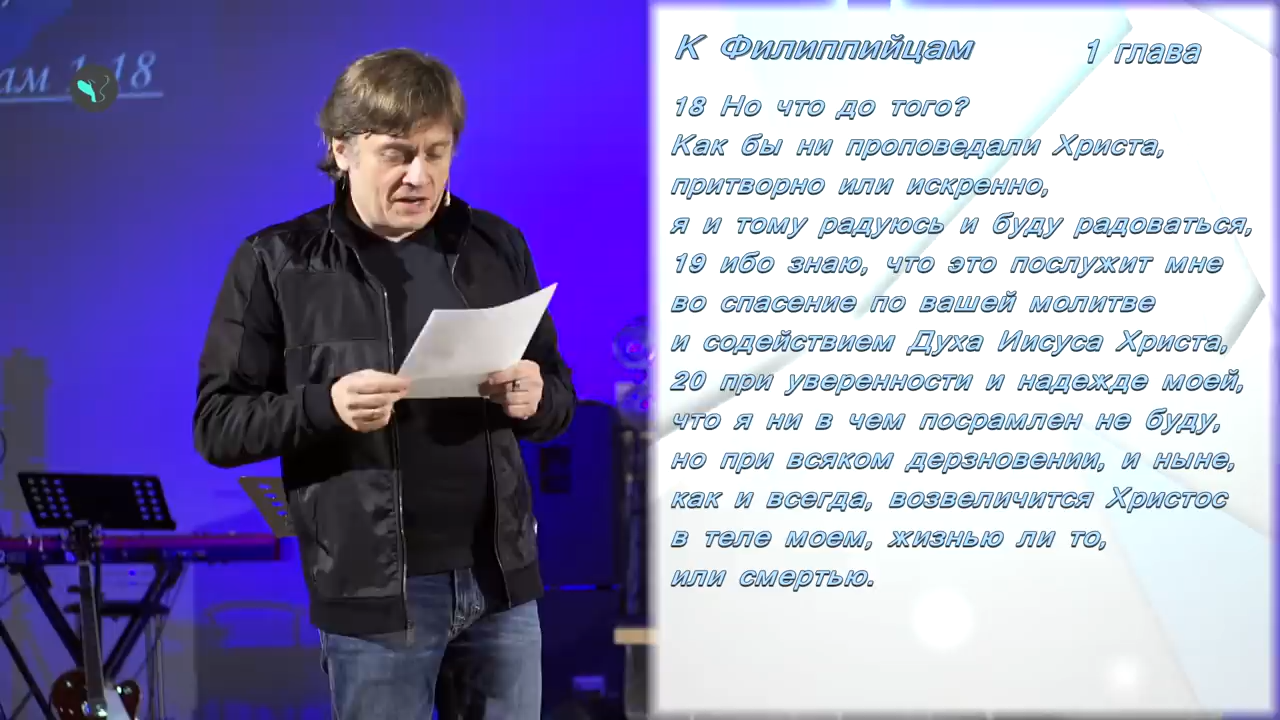 ам 1:18
К Филиппийцам 1 глава
18 Но что до того?
Как бы ни проповедали Христа,
притворно или искренно,
я и тому радуюсь и буду радоваться,
19 ибо знаю, что это послужит мне
во спасение по вашей молитве
и содействием Духа Иисуса Христа,
20 при уверенности и надежде моей,
что я ни в чем посрамлен не буду,
но при всяком дерзновении, и ныне,
как и всегда, возвеличится Христос
в теле моем, жизнью ли то,
или смертью.